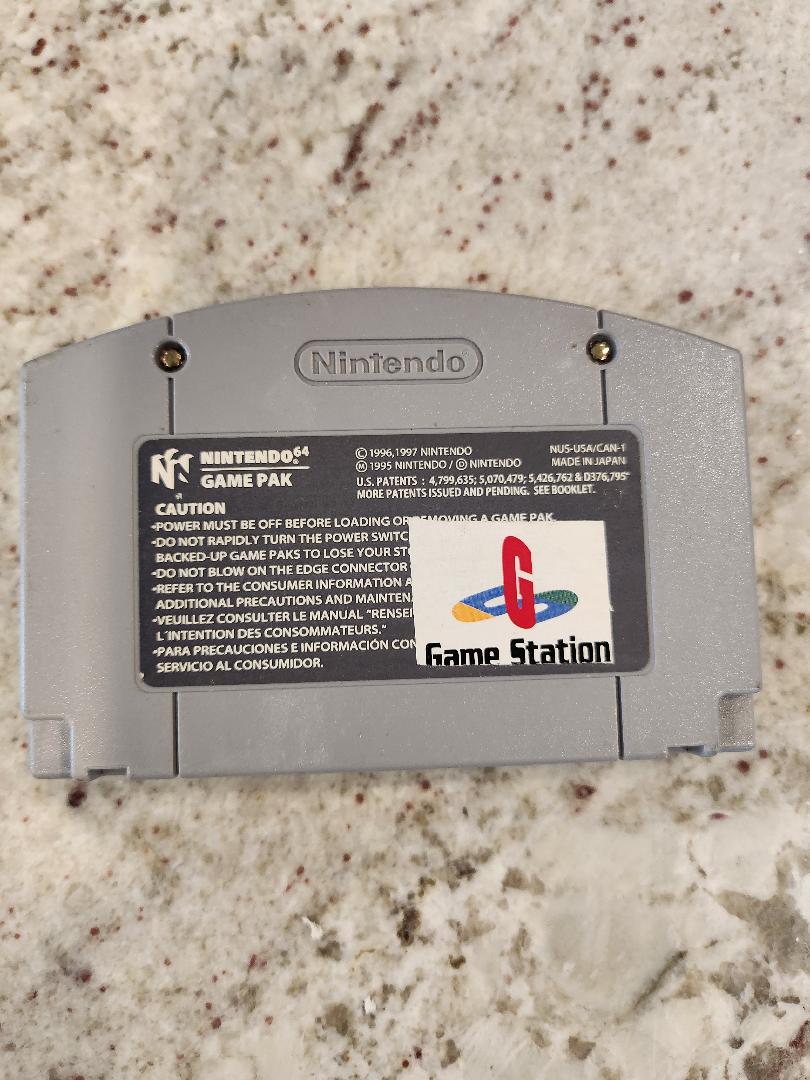 Nintendo
NINTENDO64
GAME PAK
©1996,1997 NINTENDO
Ⓜ 1995 NINTENDO / Ⓓ NINTENDO
NUS-USA/CAN-1
MADE IN JAPAN
U.S. PATENTS : 4,799,635; 5,070,479; 5,426,762 & D376,795
MORE PATENTS ISSUED AND PENDING. SEE BOOKLET.
CAUTION
•POWER MUST BE OFF BEFORE LOADING OR REMOVING A GAME PAK.
•DO NOT RAPIDLY TURN THE POWER SWITC
BACKED-UP GAME PAKS TO LOSE YOUR
•DO NOT BLOW ON THE EDGE CONNECTOR
•REFER TO THE CONSUMER INFORMATION
ADDITIONAL PRECAUTIONS AND MAINTEN
•VEUILLEZ CONSULTER LE MANUAL "RENSEI
L'INTENTION DES CONSOMMATEURS."
•PARA PRECAUCIONES E INFORMACIÓN CON
SERVICIO AL CONSUMIDOR.
G
Game Station